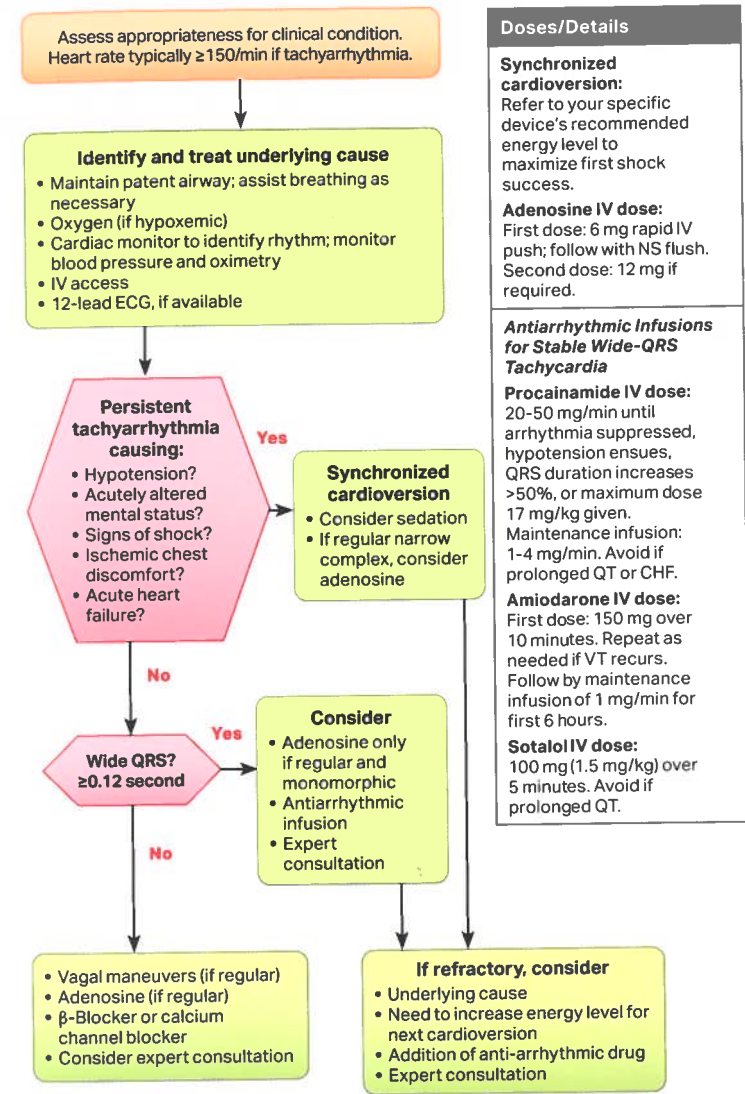 Assess appropriateness for clinical condition.
Heart rate typically ≥150/min if tachyarrhythmia.
Identify and treat underlying cause
• Maintain patent airway; assist breathing as
necessary
• Oxygen (if hypoxemic)
• Cardiac monitor to identify rhythm; monitor
blood pressure and oximetry
• IV access
• 12-lead ECG, if available
Persistent
tachyarrhythmia
causing:
• Hypotension?
• Acutely altered
mental status?
• Signs of shock?
• Ischemic chest
discomfort?
• Acute heart
failure?
Yes
Synchronized
cardioversion
• Consider sedation
• If regular narrow
complex, consider
adenosine
No
Wide QRS?
≥0.12 second
Yes
Consider
• Adenosine only
if regular and
monomorphic
• Antiarrhythmic
infusion
• Expert
consultation
No
• Vagal maneuvers (if regular)
• Adenosine (if regular)
• β-Blocker or calcium
channel blocker
• Consider expert consultation
If refractory, consider
• Underlying cause
• Need to increase energy level for
next cardioversion
• Addition of anti-arrhythmic drug
• Expert consultation
Doses/Details
Synchronized
cardioversion:
Refer to your specific
device's recommended
energy level to
maximize first shock
success.
Adenosine IV dose:
First dose: 6 mg rapid IV
push; follow with NS flush.
Second dose: 12 mg if
required.
Antiarrhythmic Infusions
for Stable Wide-QRS
Tachycardia
Procainamide IV dose:
20-50 mg/min until
arrhythmia suppressed,
hypotension ensues,
QRS duration increases
>50%, or maximum dose
17 mg/kg given.
Maintenance infusion:
1-4 mg/min. Avoid if
prolonged QT or CHF.
Amiodarone IV dose:
First dose: 150 mg over
10 minutes. Repeat as
needed if VT recurs.
Follow by maintenance
infusion of 1 mg/min for
first 6 hours.
Sotalol IV dose:
100 mg (1.5 mg/kg) over
5 minutes. Avoid if
prolonged QT.